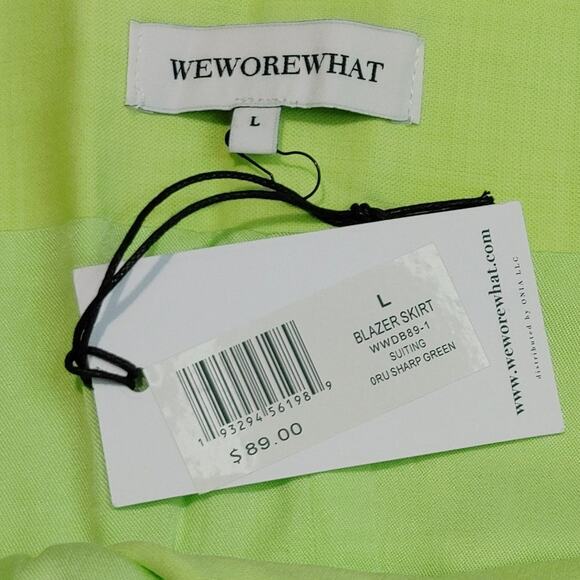 WEWOREWHAT
L
L
BLAZER SKIRT
WWDB89-1
SUITING
0RU SHARP GREEN
1 93294 56198 9
$89.00
www.weworewhat.com
distributed by ONIA LLC